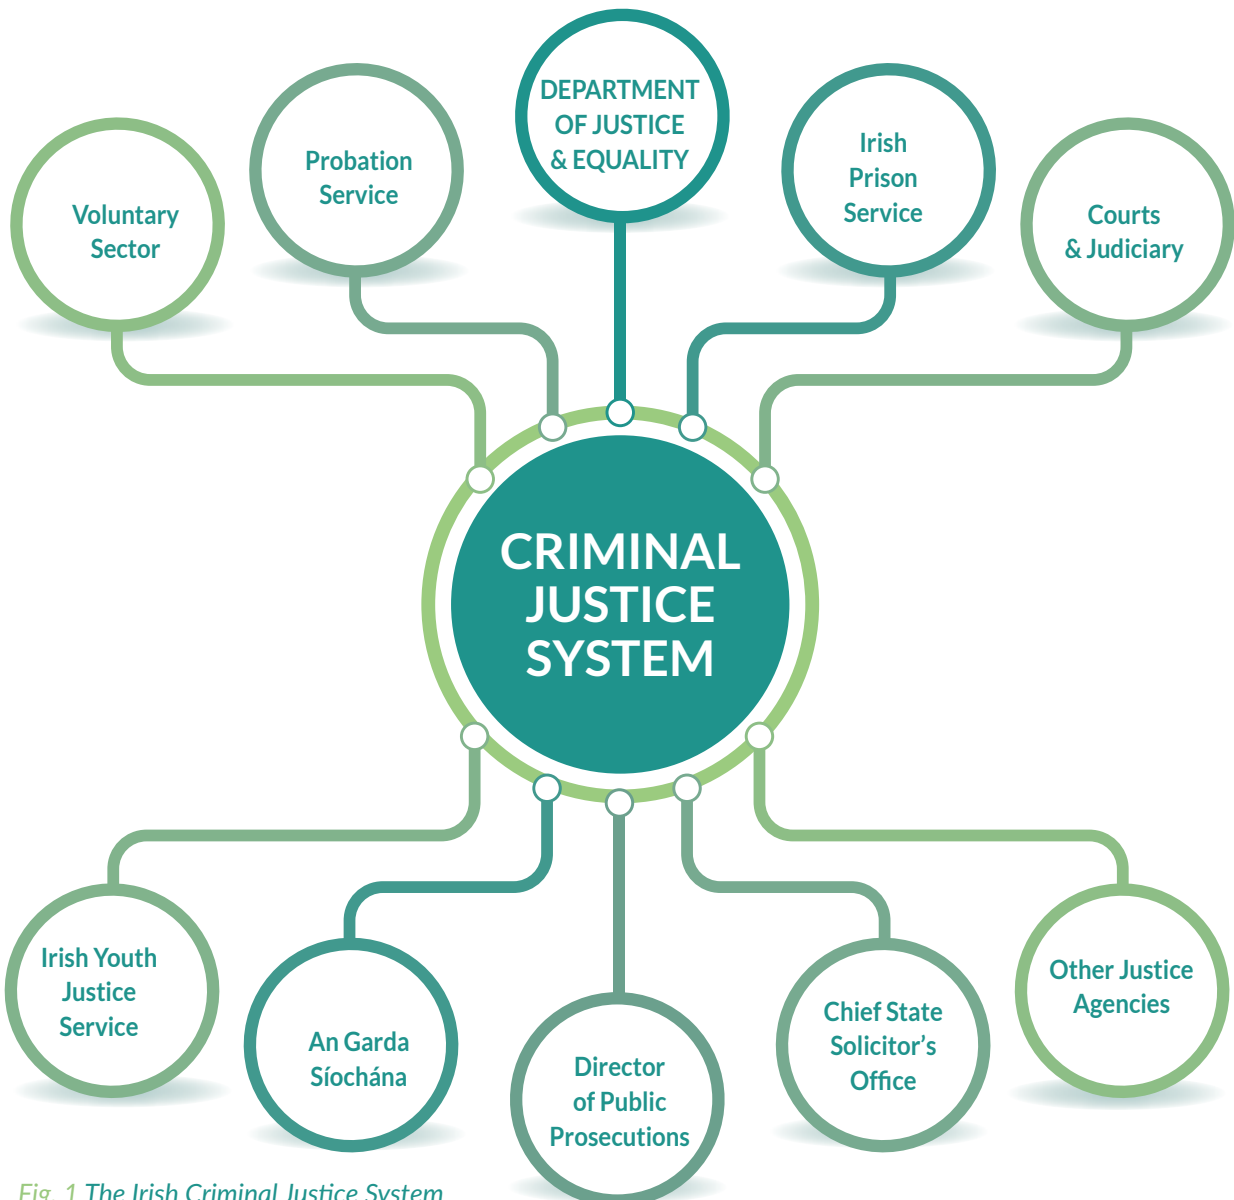 DEPARTMENT
OF JUSTICE
& EQUALITY
Probation
Service
Irish
Prison
Service
Voluntary
Sector
Courts
& Judiciary
CRIMINAL
JUSTICE
SYSTEM
Irish Youth
Justice
Service
An Garda
Síochána
Director
of Public
Prosecutions
Chief State
Solicitor’s
Office
Other Justice
Agencies
Fig. 1 The Irish Criminal Justice System